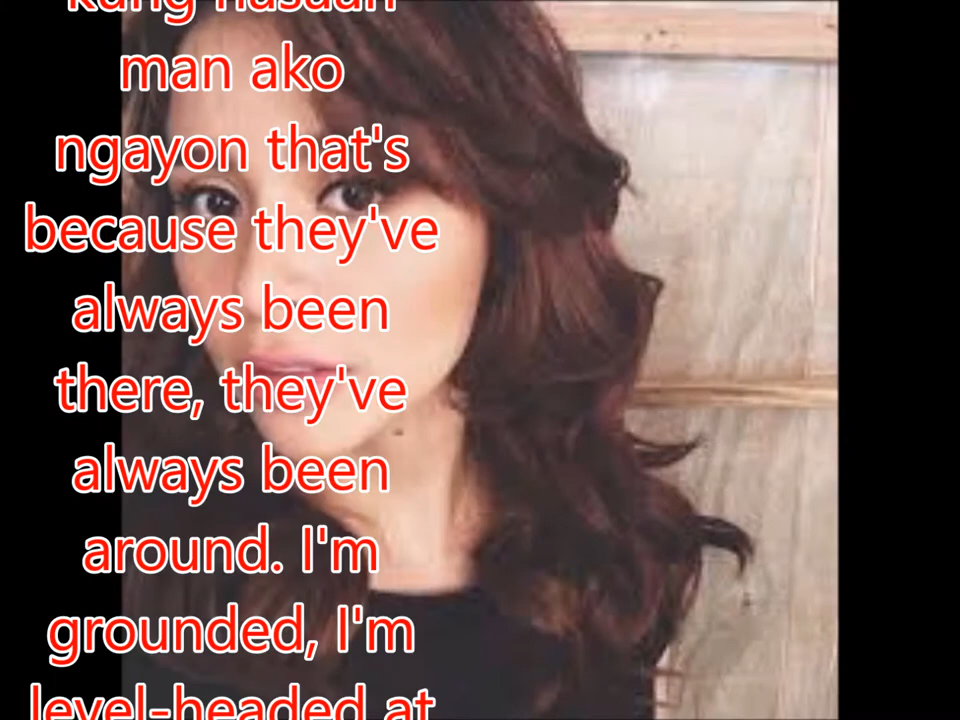 kung nasaan
man ako
ngayon that's
because they've
always been
there, they've
always been
around. I'm
grounded, I'm
level-headed at